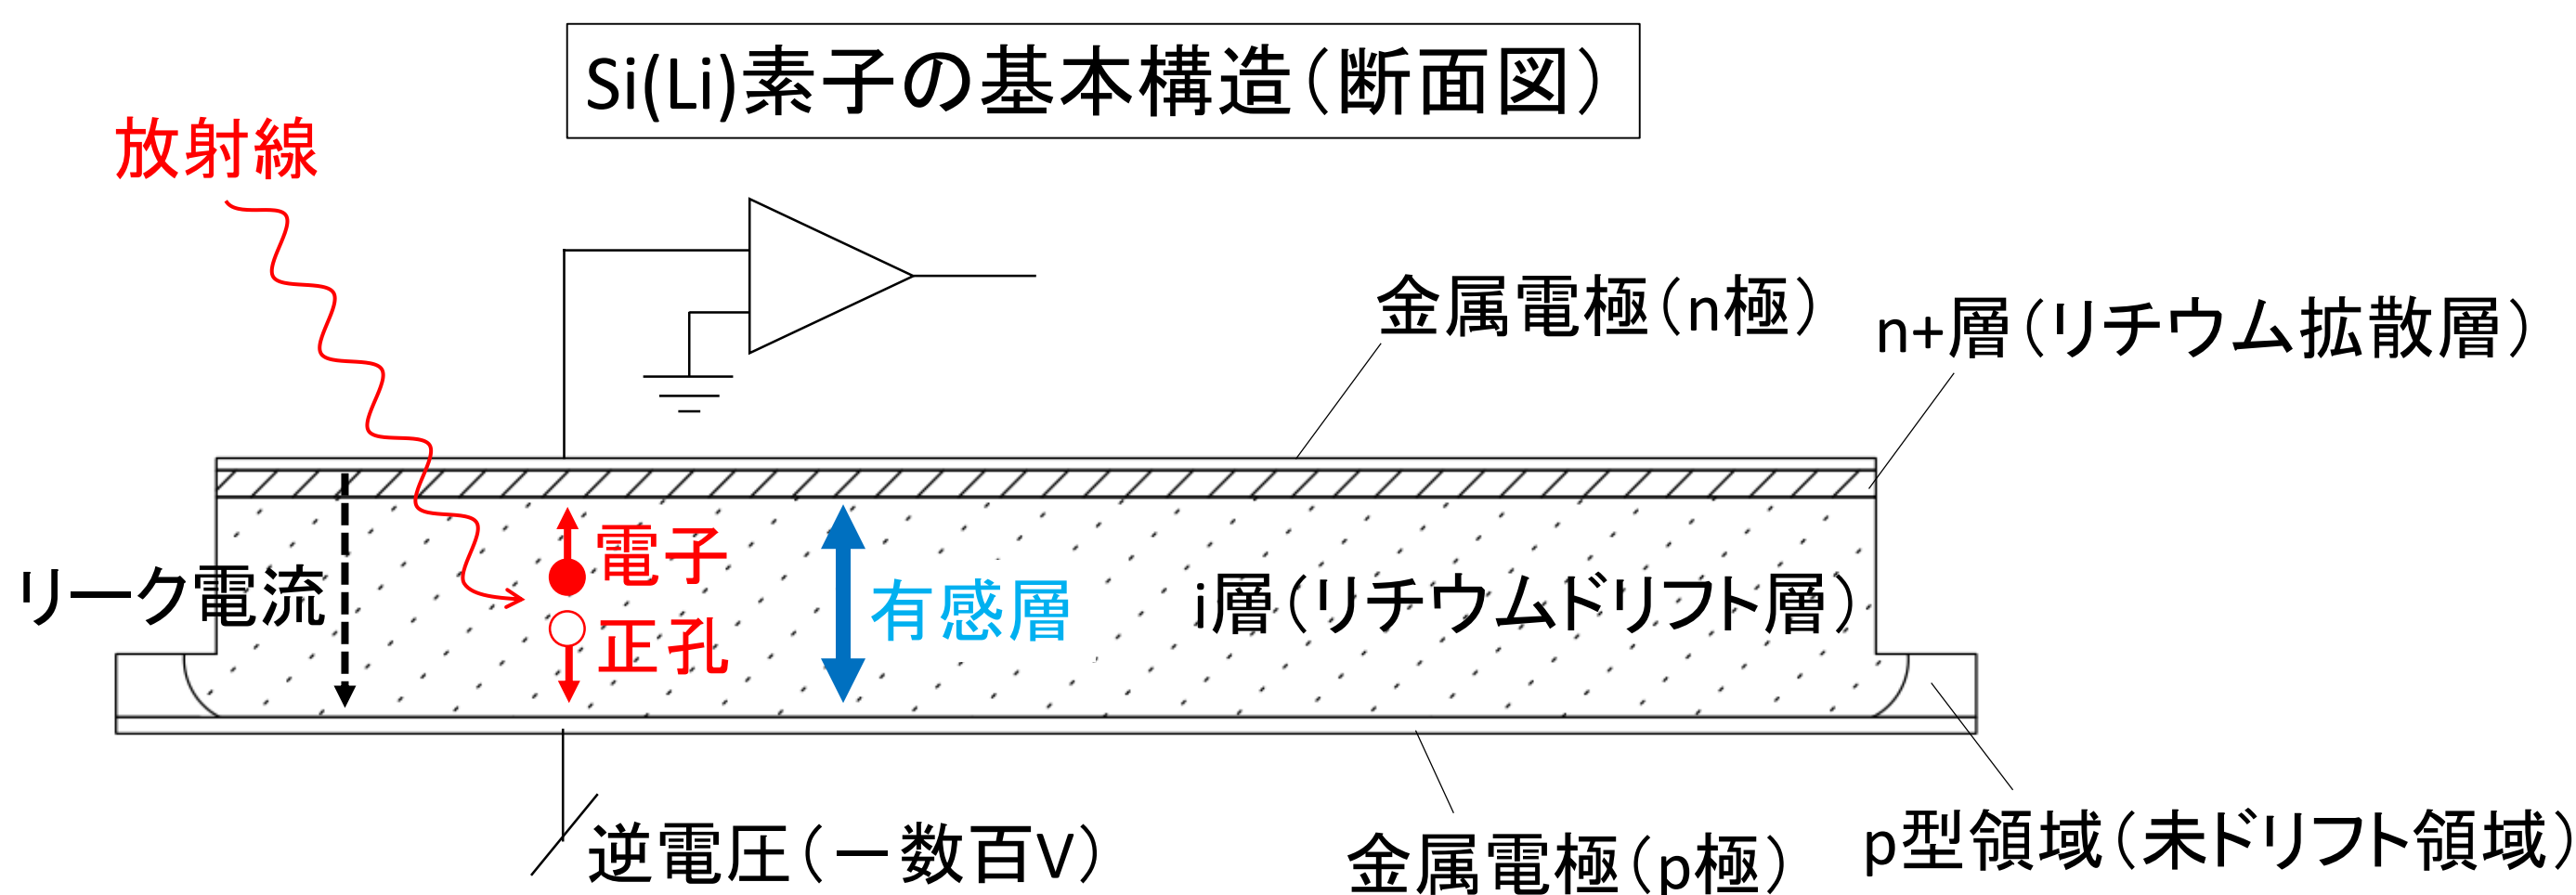 Si(Li)素子の基本構造(断面図)
放射線
金属電極(n極)
n+層(リチウム拡散層)
電子
リーク電流
有感層
i層(リチウムドリフト層)
正孔
逆電圧(ー数百V)
金属電極(p極)
p型領域(未ドリフト領域)